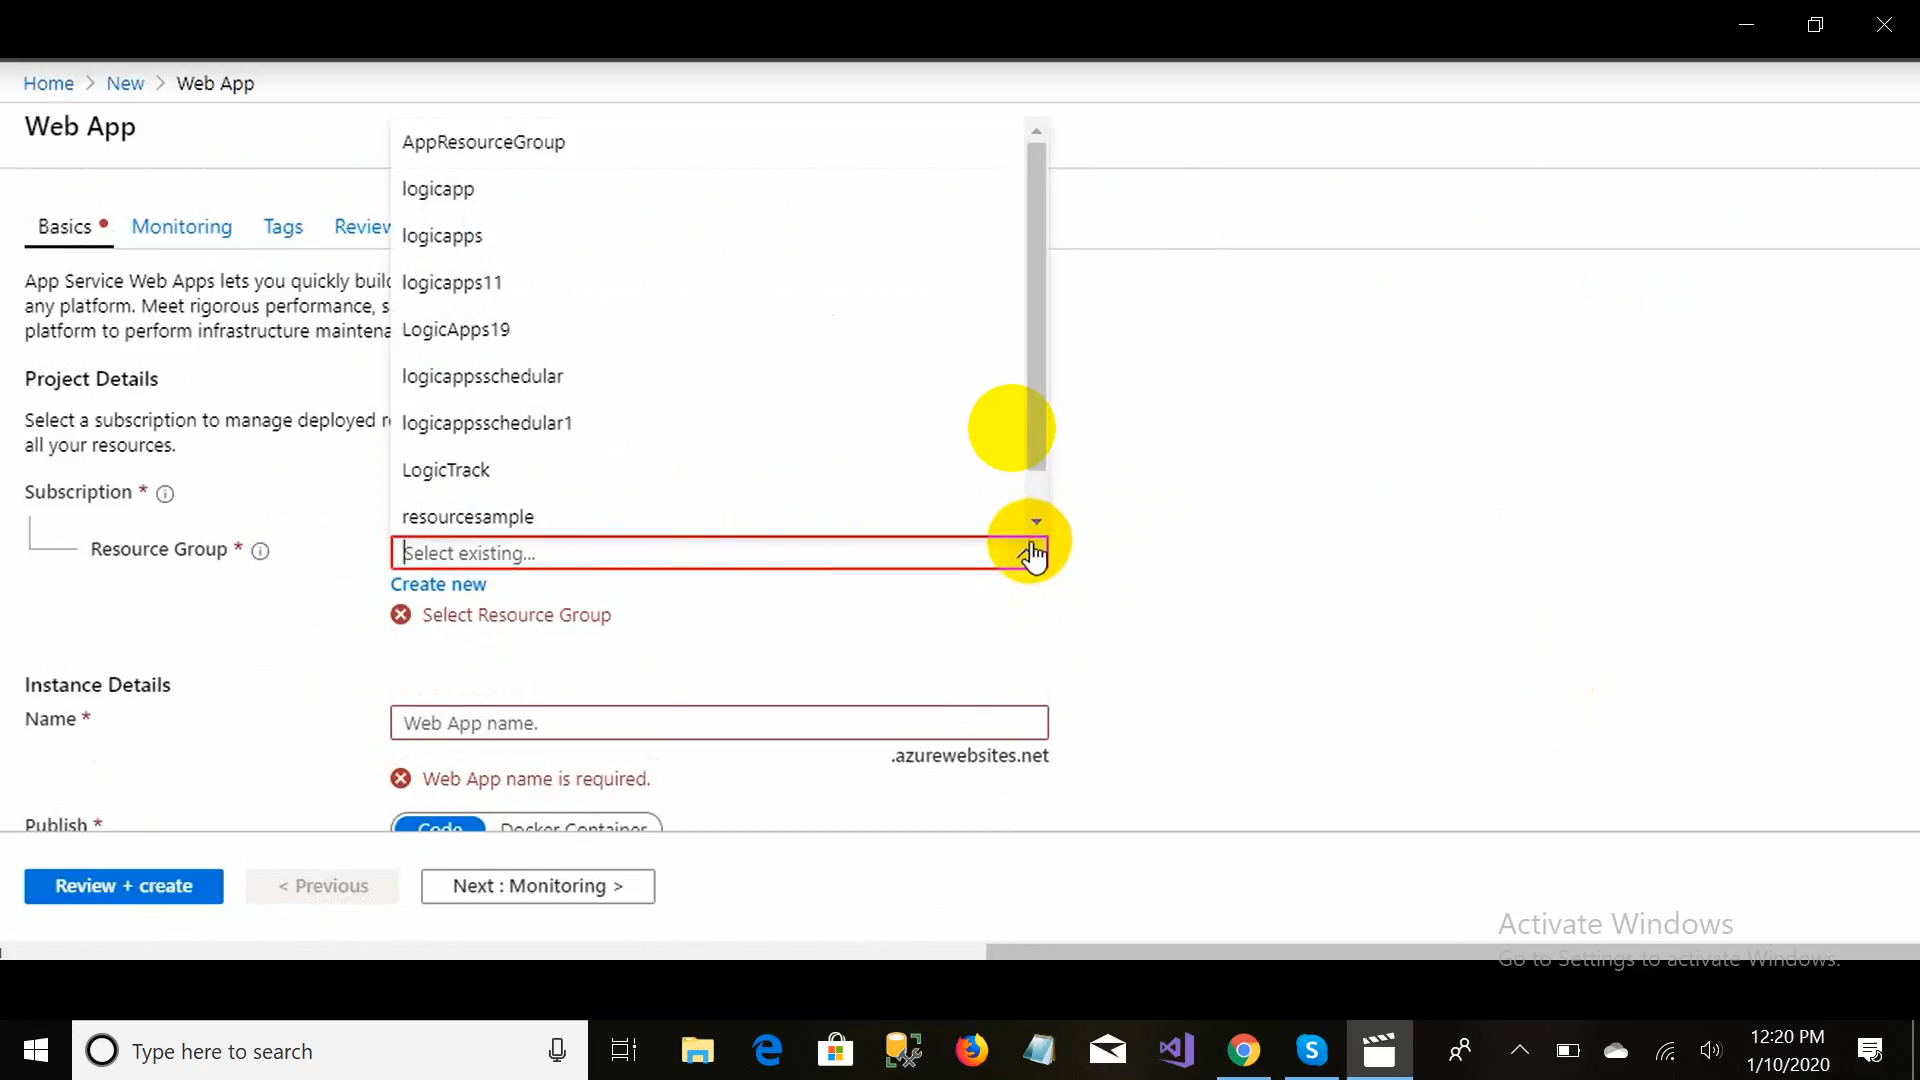 Home > New > Web App
Web App
AppResourceGroup
logicapp
logicapps
logicapps11
LogicApps19
logicappsschedular
logicappsschedular1
LogicTrack
resourcesample
Basics Monitoring Tags Review
App Service Web Apps lets you quickly
any platform. Meet rigorous performance, s
platform to perform infrastructure
Project Details
Select a subscription to manage deployed
all your resources.
Subscription *
Resource Group *
Select existing...
Create new
Select Resource Group
Instance Details
Name *
Web App name.
.azurewebsites.net
Web App name is required.
Publish *
Code Docker Container
Review + create
< Previous
Next : Monitoring >
Activate Windows
Go to Settings to activate Windows.
Type here to search
12:20 PM
1/10/2020